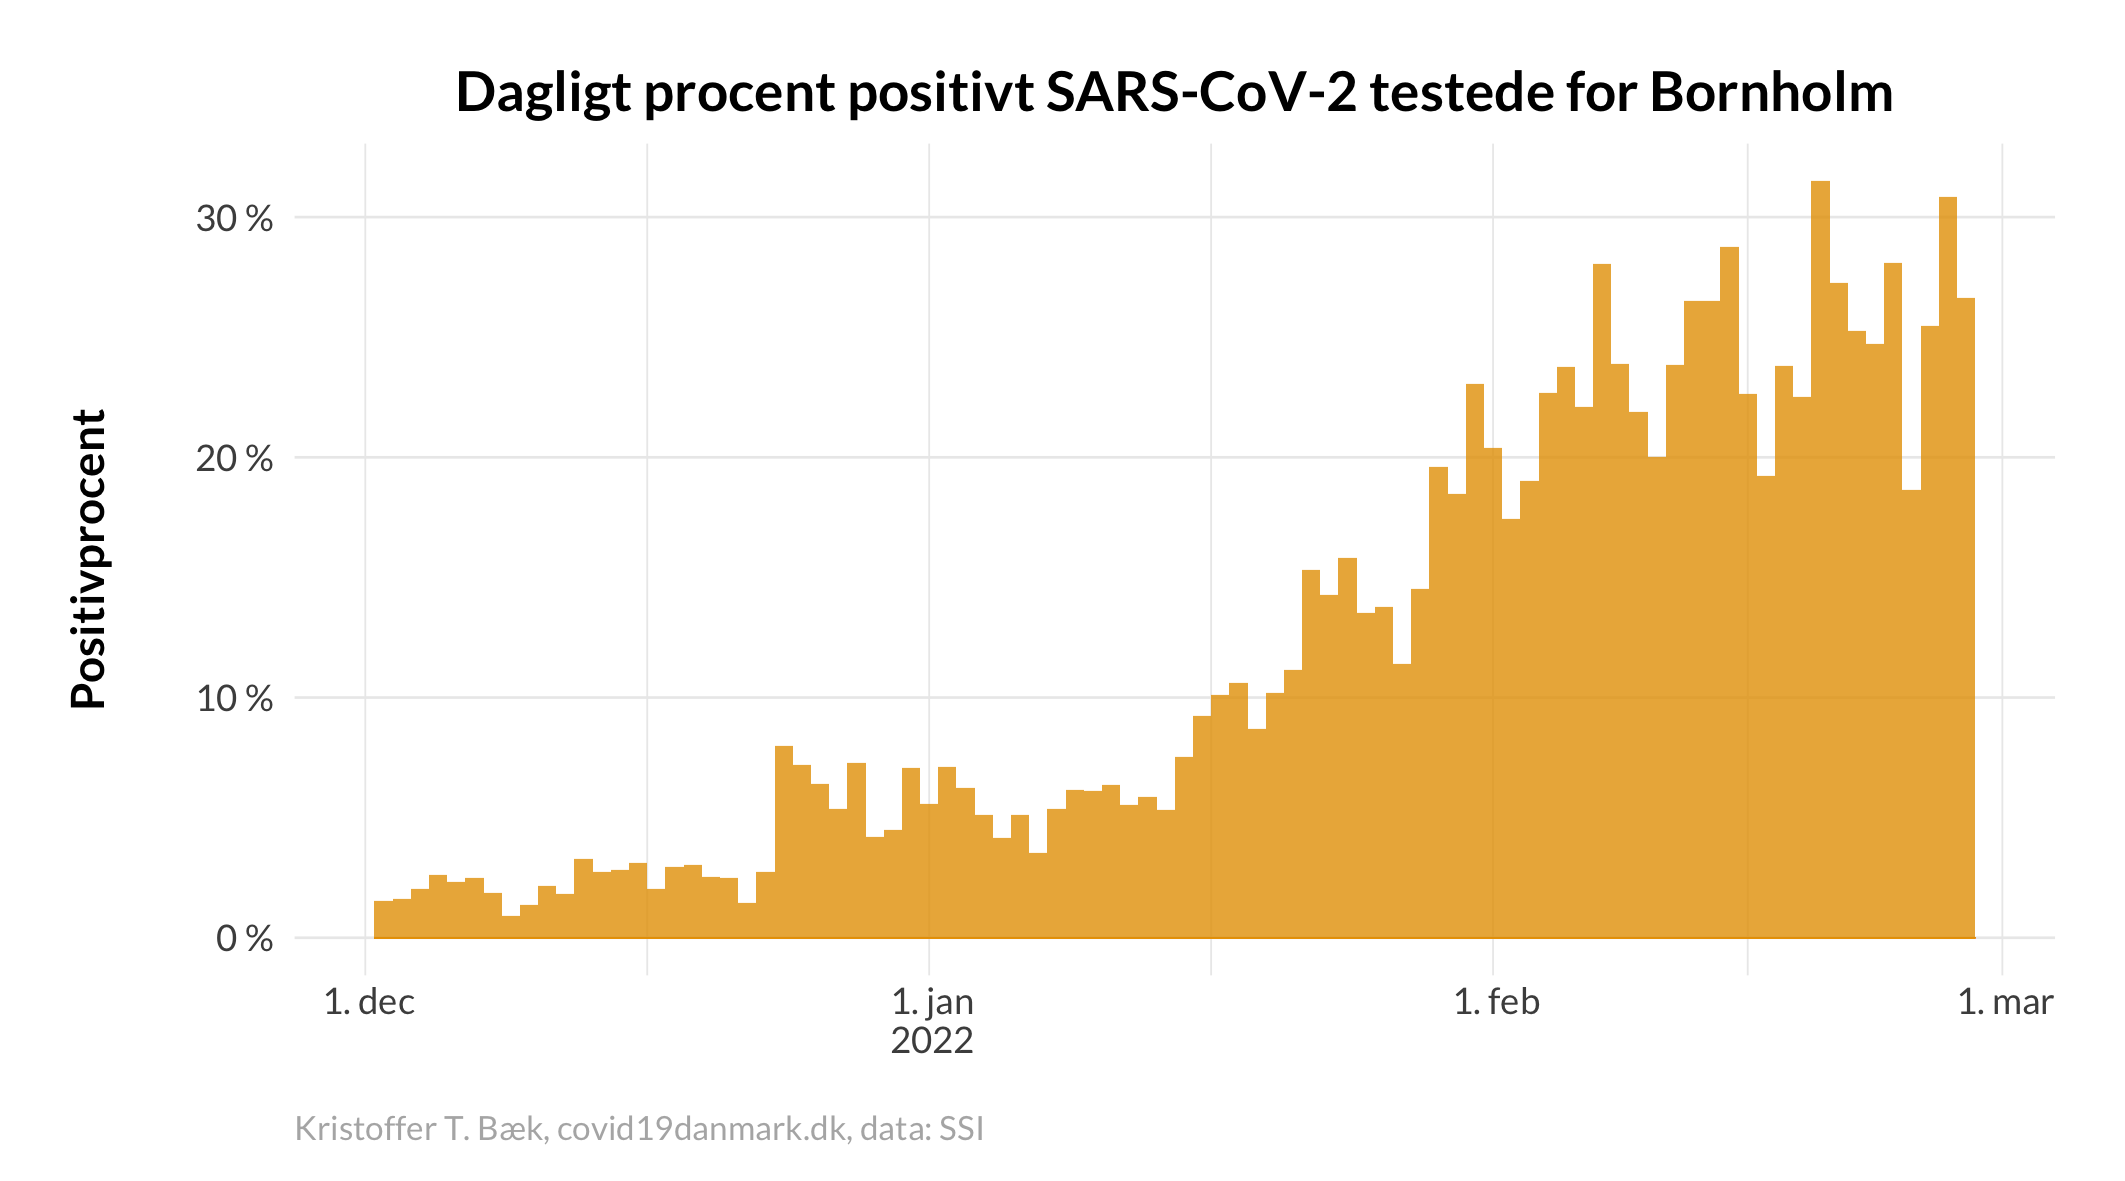 Dagligt procent positivt SARS-CoV-2 testede for Bornholm
Positivprocent
30 %
20 %
10 %
0 %
1. dec
1. jan
2022
1. feb
1. mar
Kristoffer T. Bæk, covid19danmark.dk, data: SSI